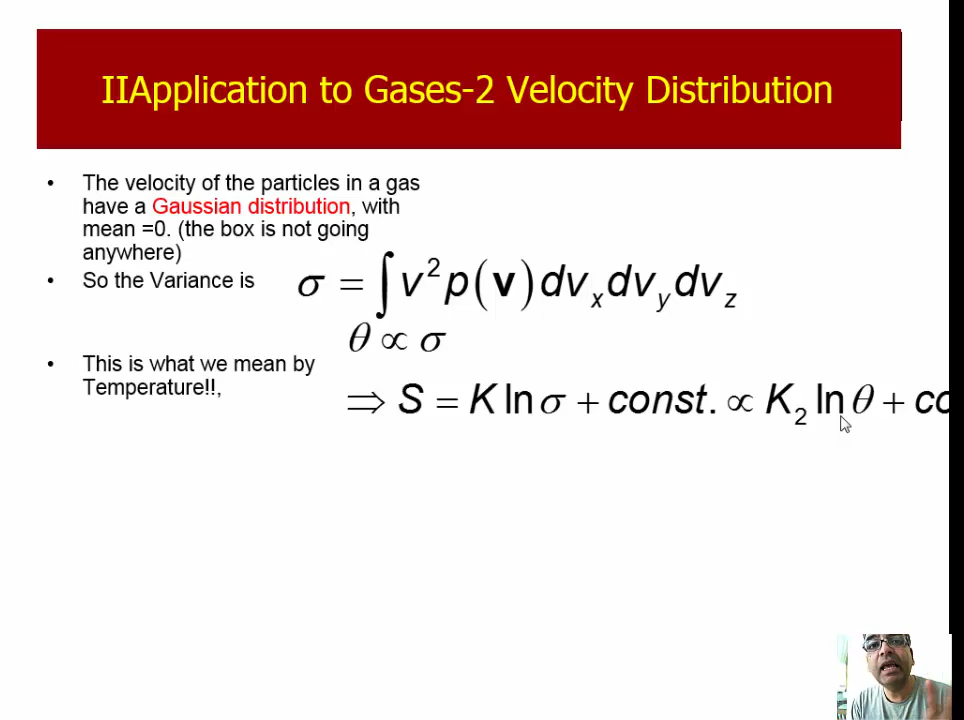 IIApplication to Gases-2 Velocity Distribution
• The velocity of the particles in a gas
have a Gaussian distribution, with
mean =0. (the box is not going
anywhere)
• So the Variance is
σ = ∫ v² p(v) dvₓ dv_y dv_z
θ ∝ σ
• This is what we mean by
Temperature!!,
⇒ S = K ln σ + const. ∝ K₂ ln θ + co